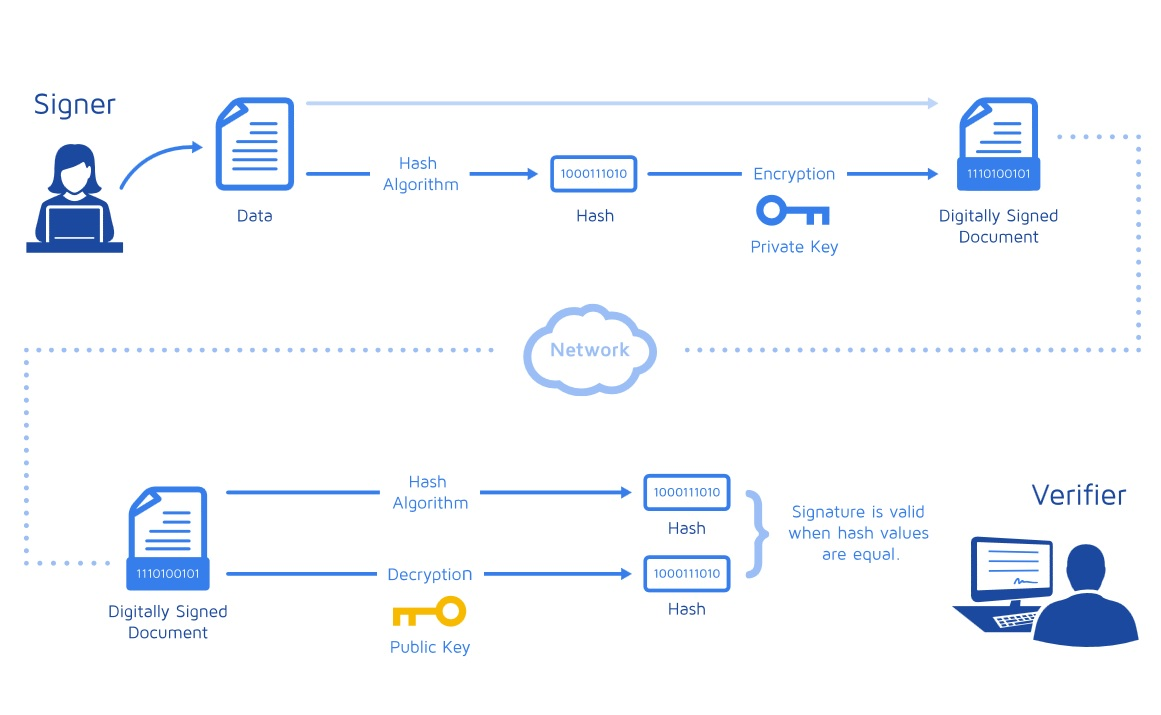 Signer
Hash
Algorithm
1000111010
Encryption
1110100101
Data
Hash
Private Key
Digitally Signed
Document
Network
Hash
Algorithm
1000111010
Hash
Verifier
Signature is valid
when hash values
are equal.
1110100101
Decryption
1000111010
Digitally Signed
Document
Public Key
Hash